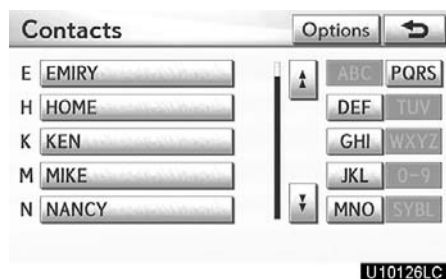 Contacts Options
E EMIRY ABC PQRS
H HOME DEF TUV
K KEN GHI WXYZ
M MIKE JKL 0-9
N NANCY MNO SYBL
U10126LC